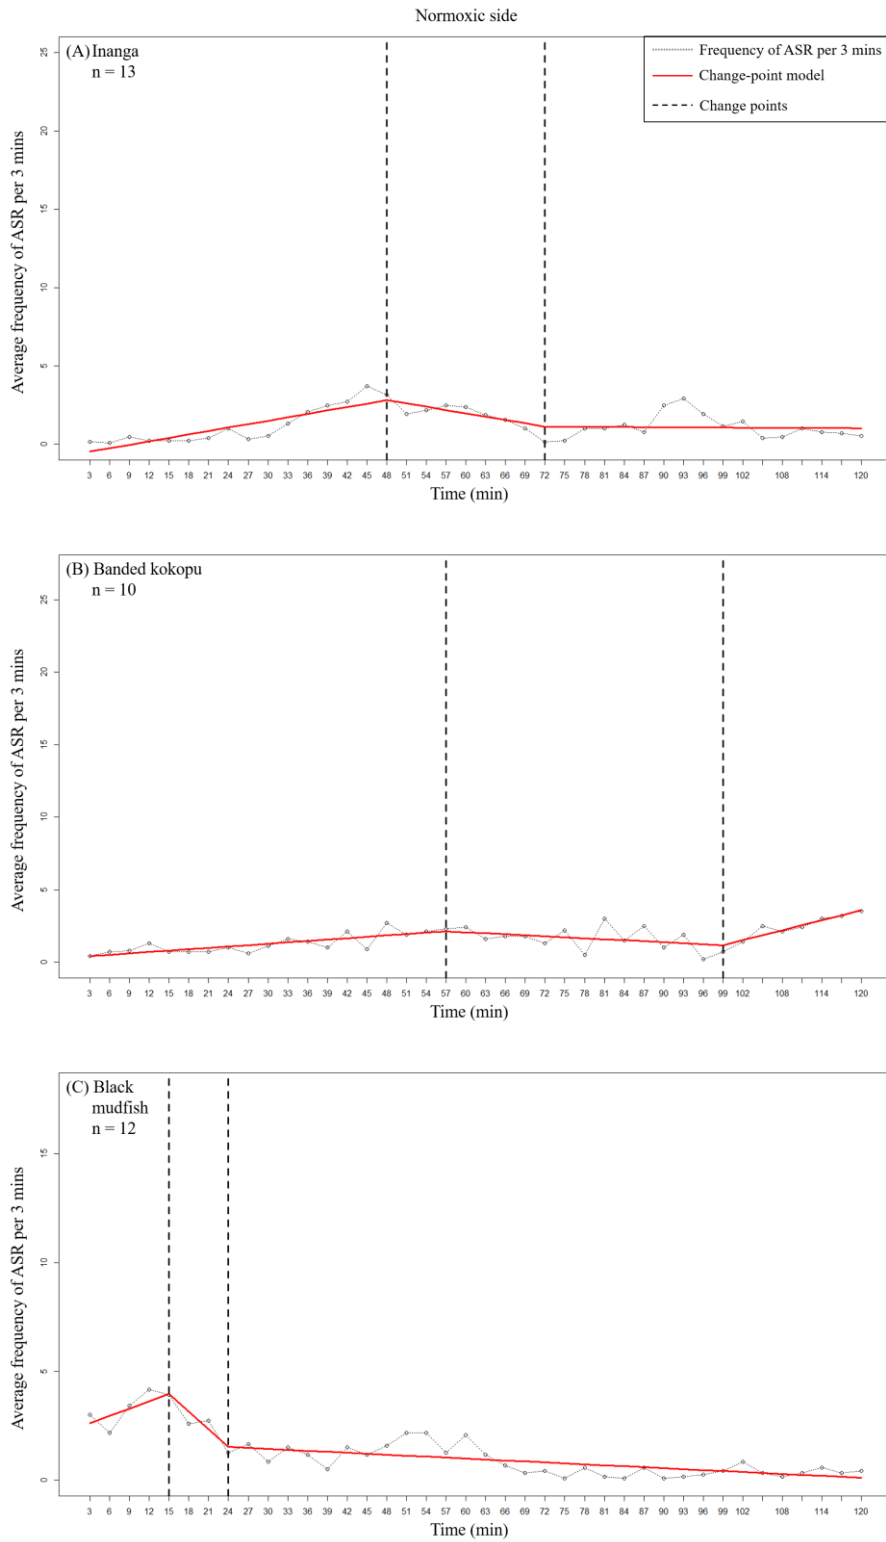 Normoxic side
(A) Inanga
n = 13
Frequency of ASR per 3 mins
Change-point model
Change points
Average frequency of ASR per 3 mins
25
20
15
10
5
0
3 6 9 12 15 18 21 24 27 30 33 36 39 42 45 48 51 54 57 60 63 66 69 72 75 78 81 84 87 90 93 96 99 102 108 114 120
Time (min)
(B) Banded kokopu
n = 10
Average frequency of ASR per 3 mins
25
20
15
10
5
0
3 6 9 12 15 18 21 24 27 30 33 36 39 42 45 48 51 54 57 60 63 66 69 72 75 78 81 84 87 90 93 96 99 102 108 114 120
Time (min)
(C) Black
mudfish
n = 12
Average frequency of ASR per 3 mins
15
10
5
0
3 6 9 12 15 18 21 24 27 30 33 36 39 42 45 48 51 54 57 60 63 66 69 72 75 78 81 84 87 90 93 96 99 102 108 114 120
Time (min)